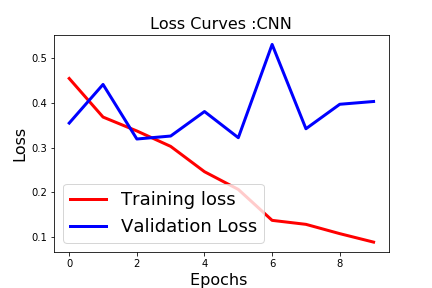 Loss Curves :CNN
Loss
0.5
0.4
0.3
0.2
0.1
Training loss
Validation Loss
0 2 4 6 8
Epochs